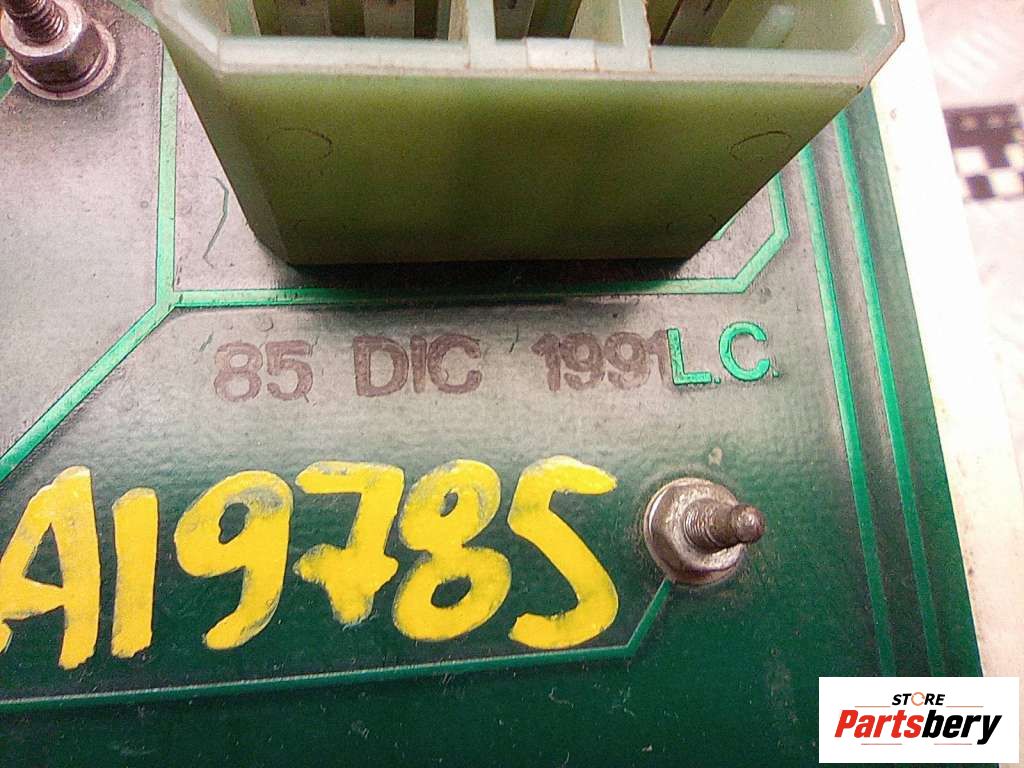 85 DIC 1991 L.C.
A19785
STORE
Partsbery